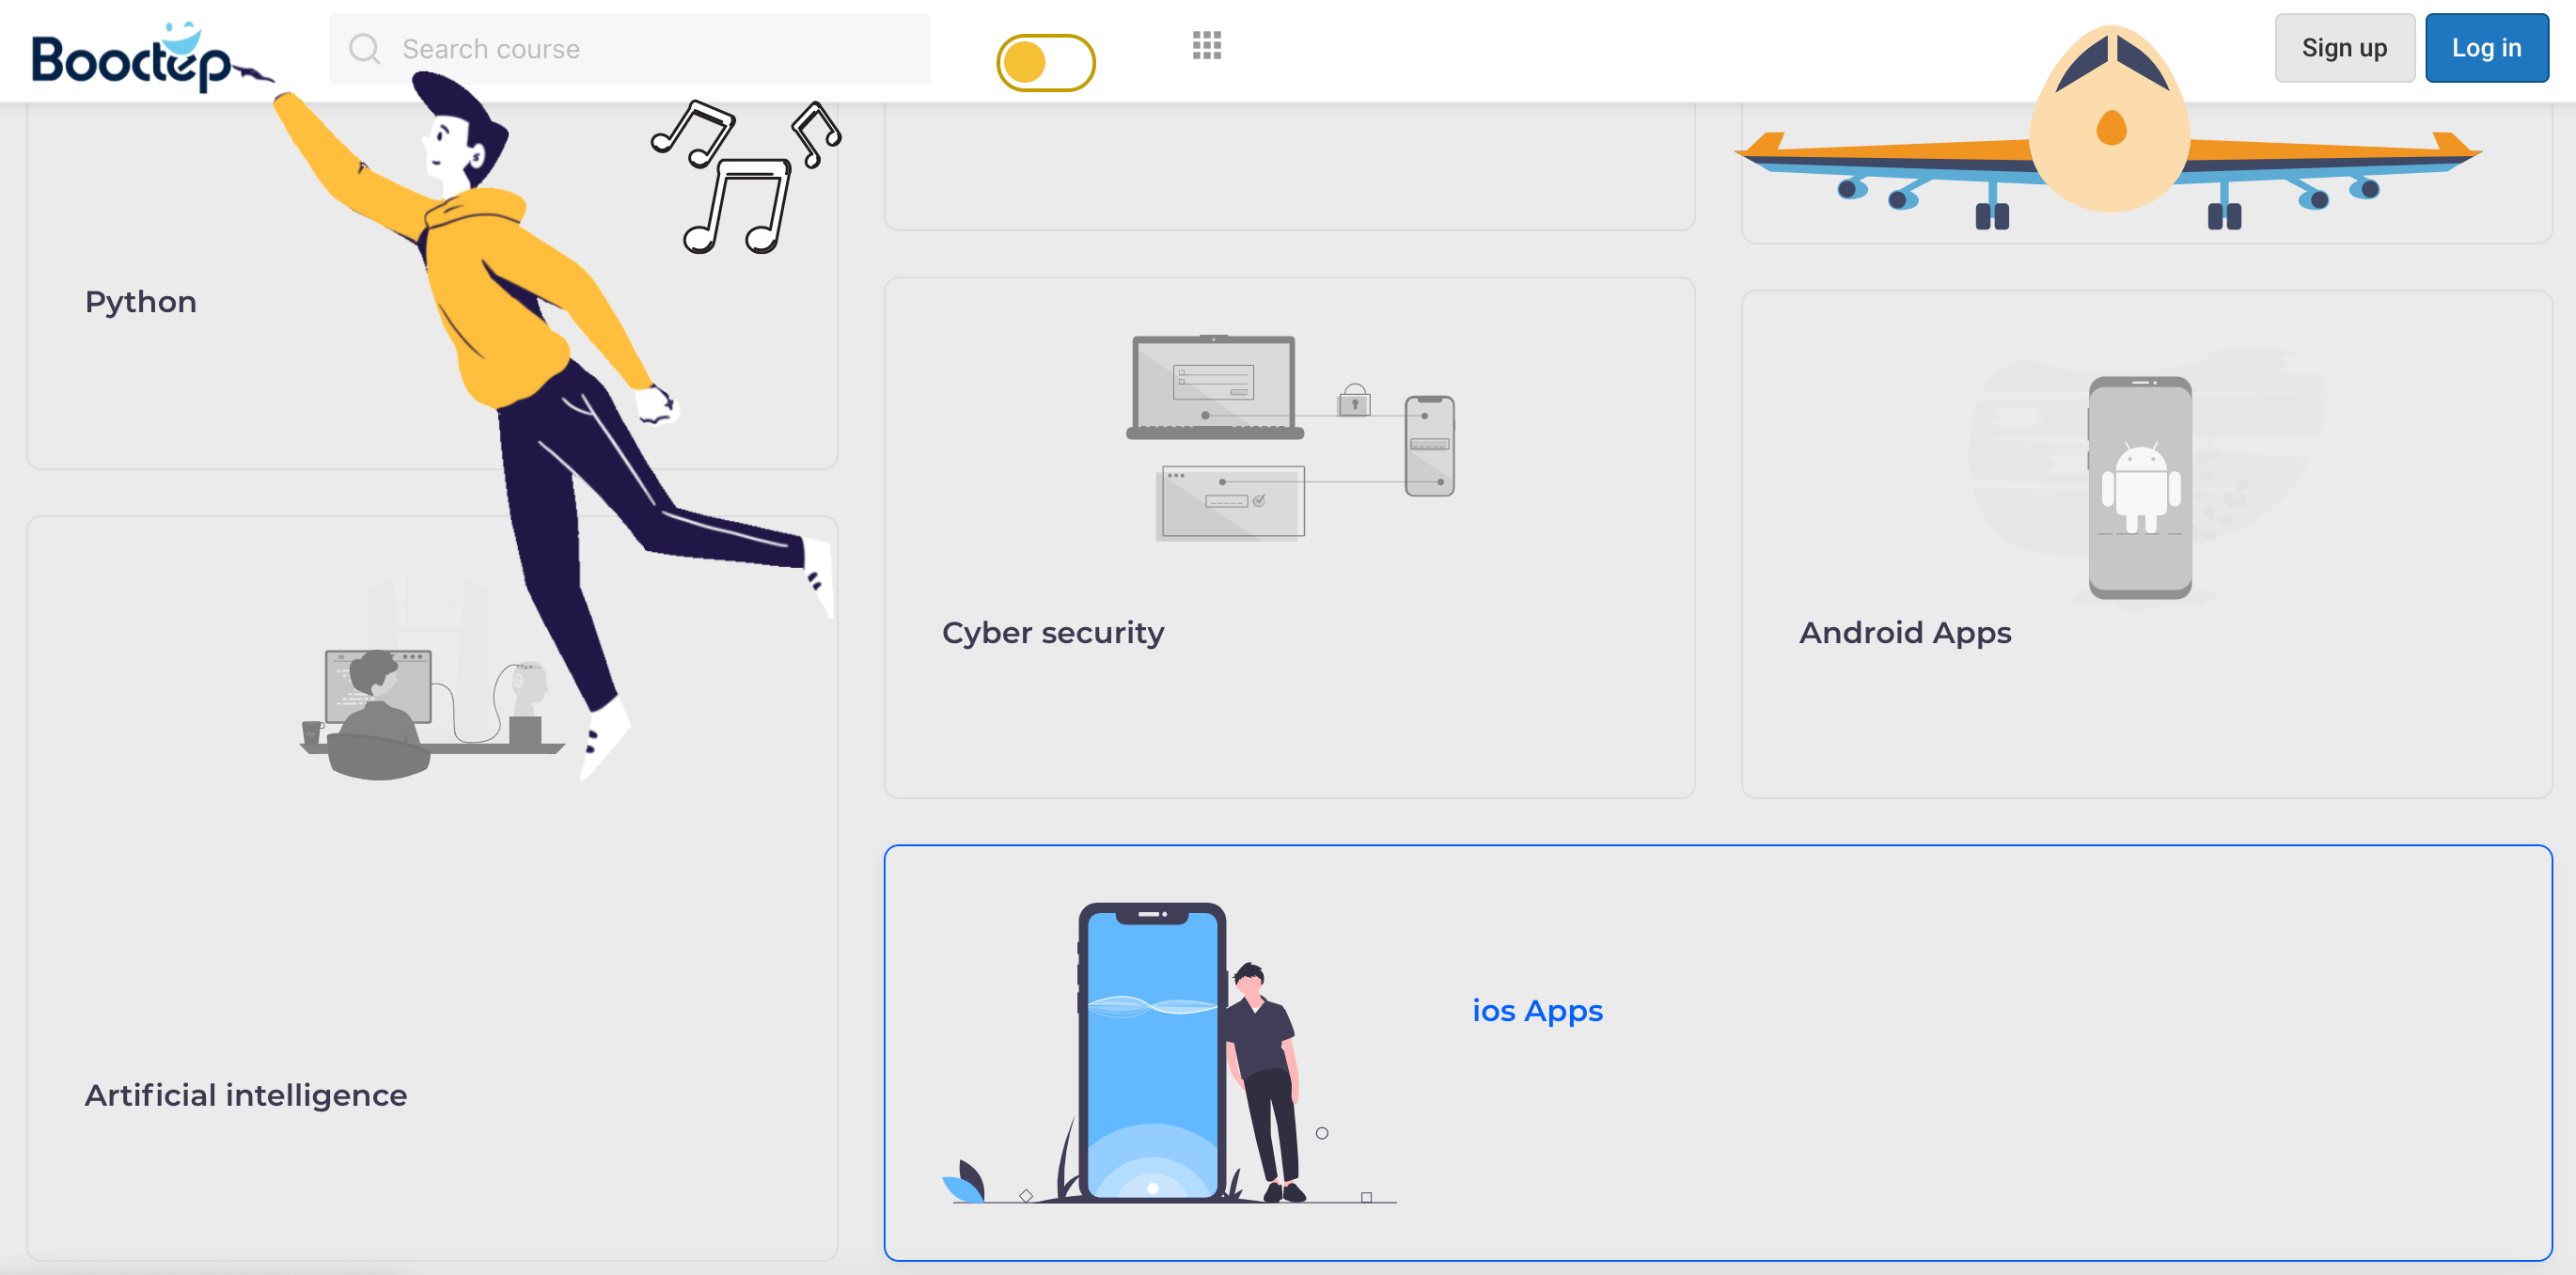 Booctep
Search course
Sign up
Log in
Python
Cyber security
Android Apps
ios Apps
Artificial intelligence